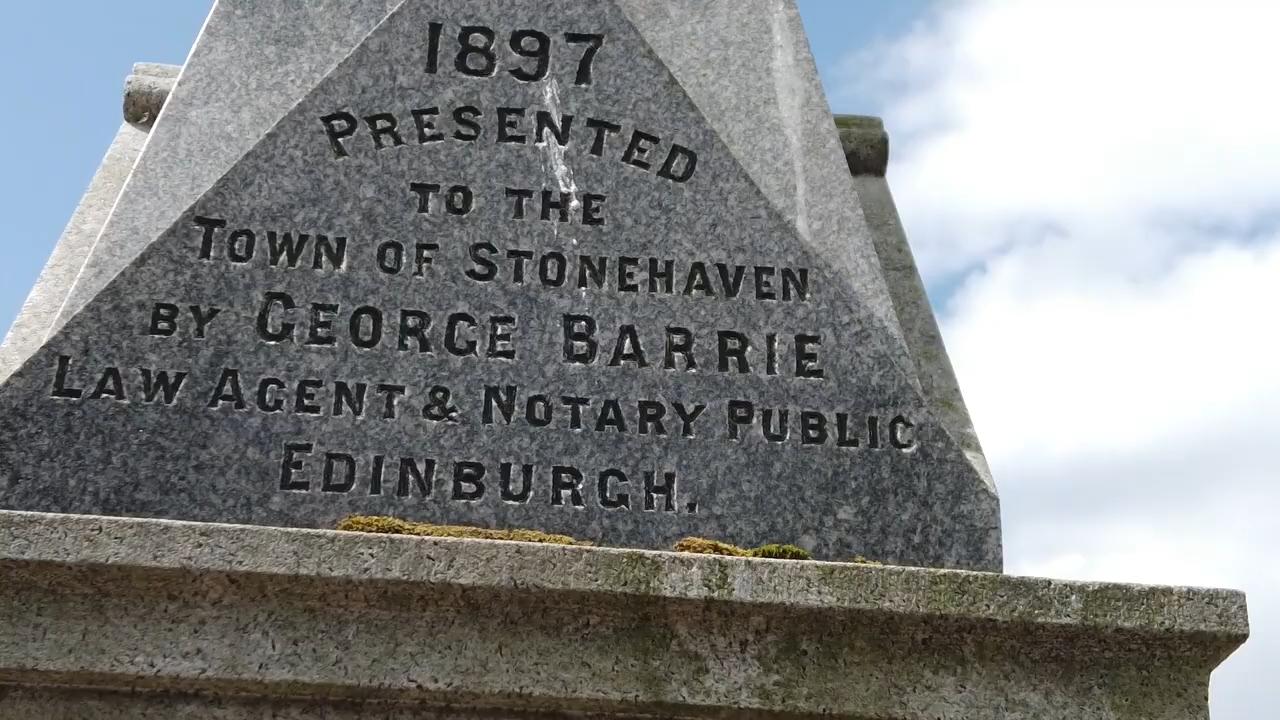 1897
PRESENTED
TO THE
TOWN OF STONEHAVEN
BY GEORGE BARRIE
LAW AGENT & NOTARY PUBLIC
EDINBURGH.